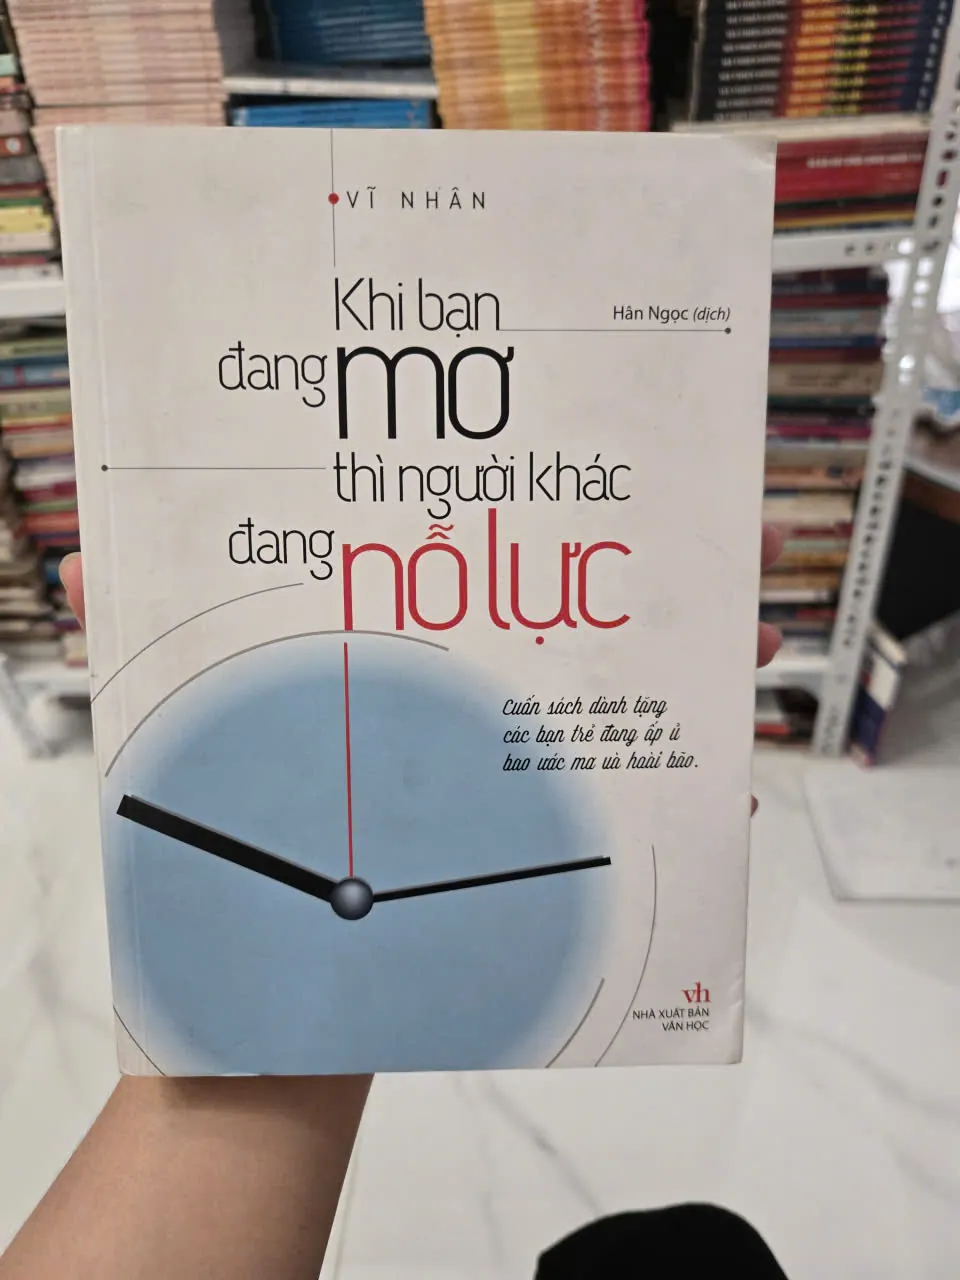 VĨ NHÂN
Khi bạn
Hân Ngọc (dịch)
đang mơ
thì người khác
đang nỗ lực
Cuốn sách dành tặng
các bạn trẻ đang ấp ủ
bao ước mơ và hoài bão.
vh
NHÀ XUẤT BẢN
VĂN HỌC